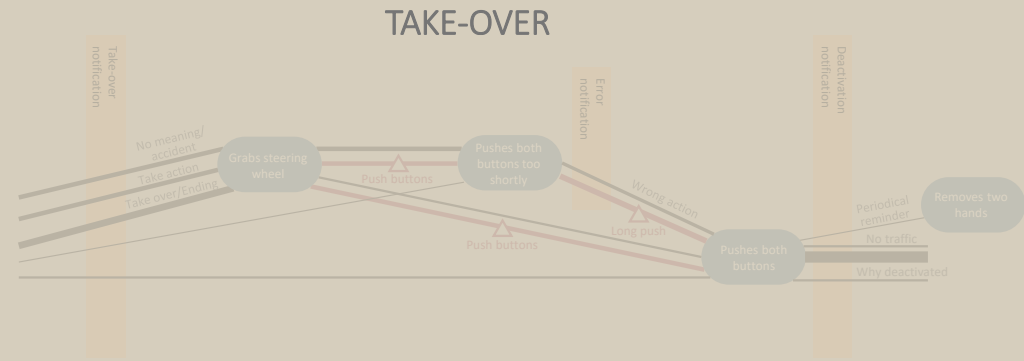 TAKE-OVER
Take-over
notification
No meaning/
accident
Take action
Take over/Ending
Grabs steering
wheel
Push buttons
Push buttons
Pushes both
buttons too
shortly
Error
notification
Wrong action
Long push
Pushes both
buttons
Deactivation
notification
Periodical
reminder
No traffic
Why deactivated
Removes two
hands